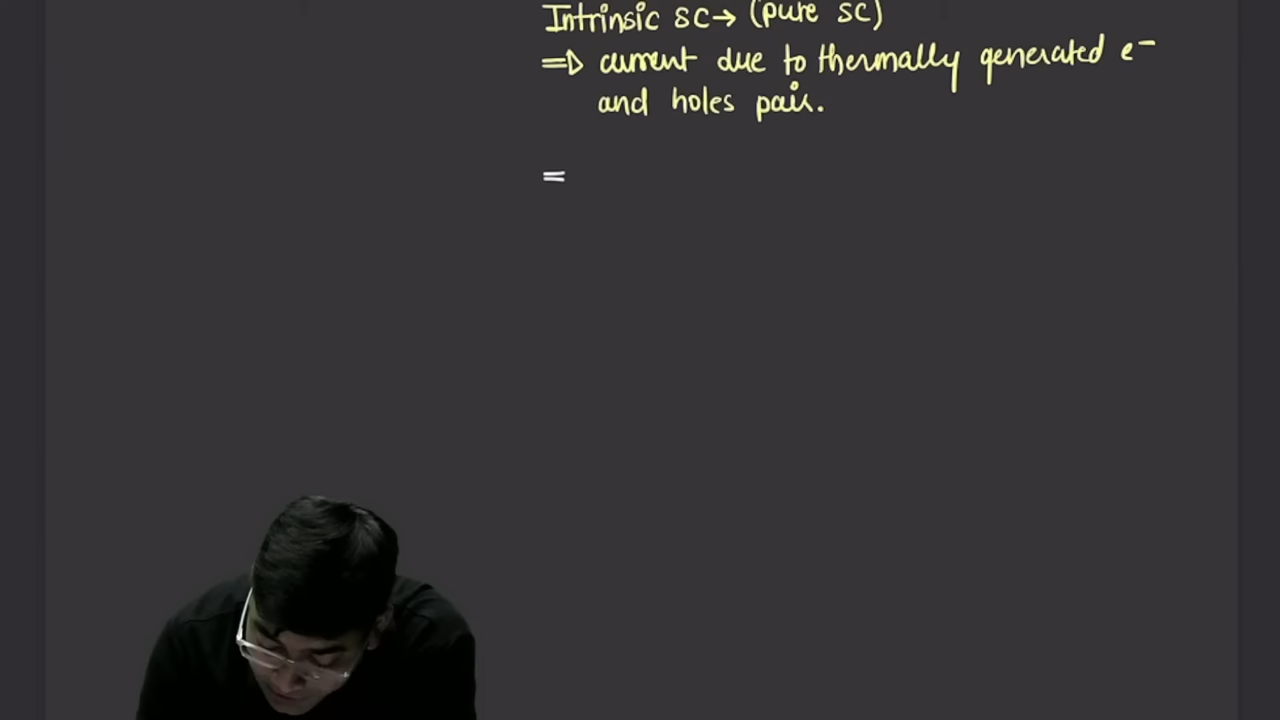 Intrinsic SC→ (pure SC)
⇒ current due to thermally generated e⁻
and holes pair.
=